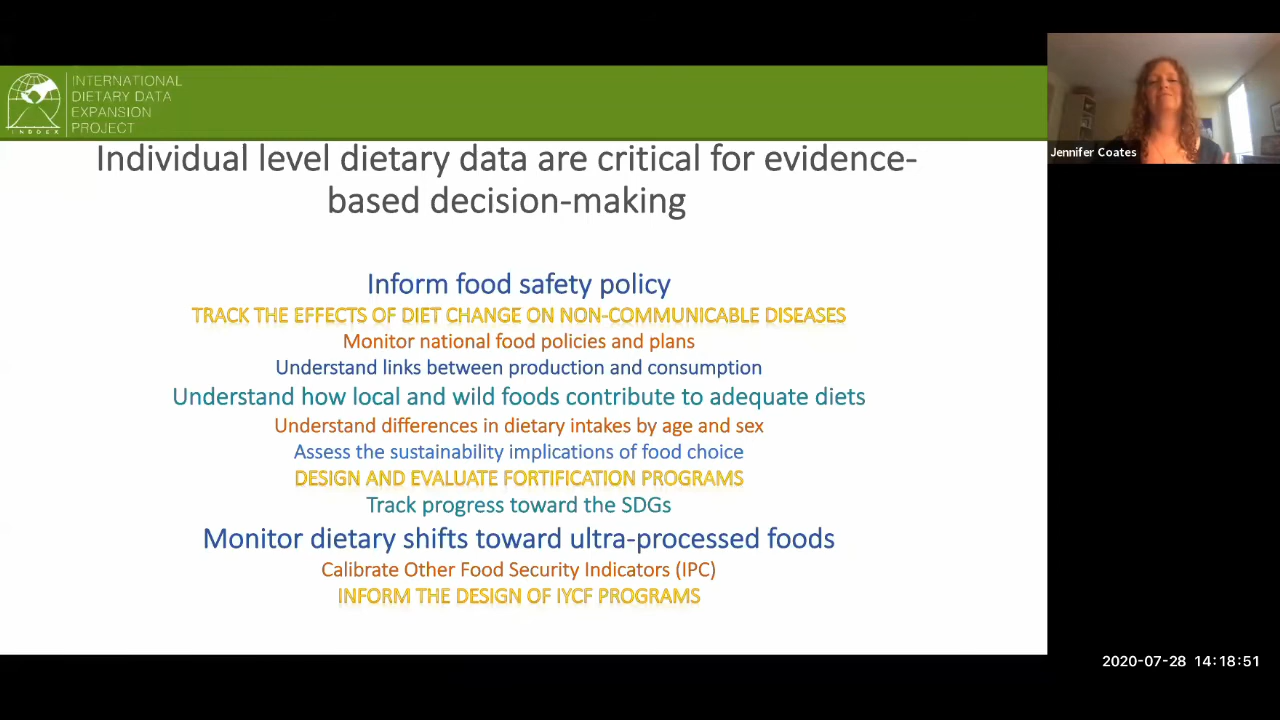 INTERNATIONAL
DIETARY DATA
EXPANSION
PROJECT
INDDEX
Individual level dietary data are critical for evidence-
based decision-making
Inform food safety policy
TRACK THE EFFECTS OF DIET CHANGE ON NON-COMMUNICABLE DISEASES
Monitor national food policies and plans
Understand links between production and consumption
Understand how local and wild foods contribute to adequate diets
Understand differences in dietary intakes by age and sex
Assess the sustainability implications of food choice
DESIGN AND EVALUATE FORTIFICATION PROGRAMS
Track progress toward the SDGs
Monitor dietary shifts toward ultra-processed foods
Calibrate Other Food Security Indicators (IPC)
INFORM THE DESIGN OF IYCF PROGRAMS
Jennifer Coates
2020-07-28 14:18:51